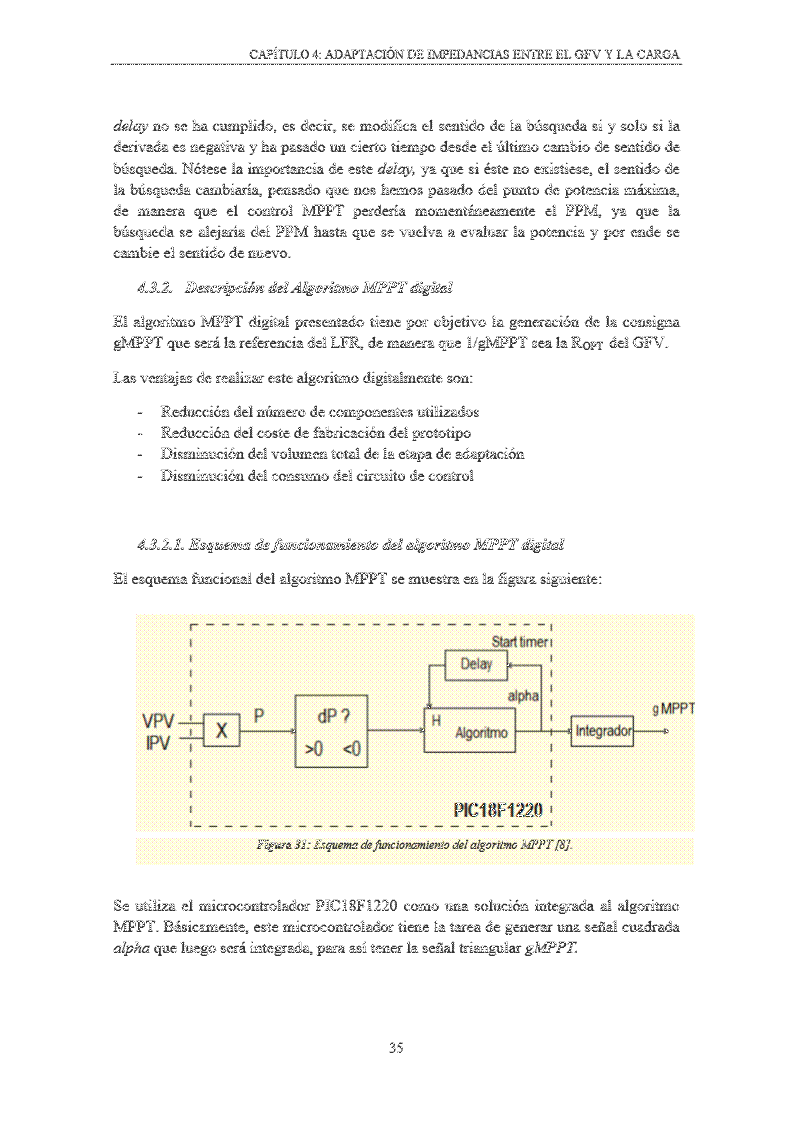 CAPÍTULO 4: ADAPTACIÓN DE IMPEDANCIAS ENTRE EL GFV Y LA CARGA
delay no se ha cumplido, es decir, se modifica el sentido de la búsqueda si y solo si la
derivada es negativa y ha pasado un cierto tiempo desde el último cambio de sentido de
búsqueda. Nótese la importancia de este delay, ya que si éste no existiese, el sentido de
la búsqueda cambiaría, pensado que nos hemos pasado del punto de potencia máxima,
de manera que el control MPPT perdería momentáneamente el PPM, ya que la
búsqueda se alejaría del PPM hasta que se vuelva a evaluar la potencia y por ende se
cambie el sentido de nuevo.
4.3.2. Descripción del Algoritmo MPPT digital
El algoritmo MPPT digital presentado tiene por objetivo la generación de la consigna
gMPPT que será la referencia del LFR, de manera que 1/gMPPT sea la ROPT del GFV.
Las ventajas de realizar este algoritmo digitalmente son:
- Reducción del número de componentes utilizados
- Reducción del coste de fabricación del prototipo
- Disminución del volumen total de la etapa de adaptación
- Disminución del consumo del circuito de control
4.3.2.1. Esquema de funcionamiento del algoritmo MPPT digital
El esquema funcional del algoritmo MPPT se muestra en la figura siguiente:
Start timer
Delay
alpha
VPV
IPV
X
P
dP ?
>0 <0
H
Algoritmo
Integrador
g MPPT
PIC18F1220
Figura 31: Esquema de funcionamiento del algoritmo MPPT [8].
Se utiliza el microcontrolador PIC18F1220 como una solución integrada al algoritmo
MPPT. Básicamente, este microcontrolador tiene la tarea de generar una señal cuadrada
alpha que luego será integrada, para así tener la señal triangular gMPPT.
35